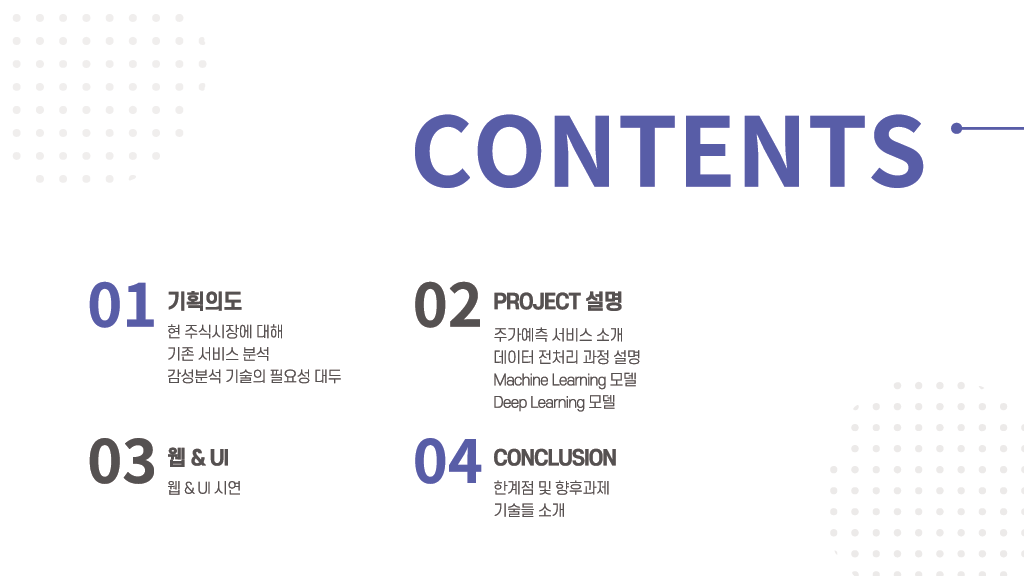 CONTENTS
01 기획의도
현 주식시장에 대해
기존 서비스 분석
감성분석 기술의 필요성 대두
02 PROJECT 설명
주가예측 서비스 소개
데이터 전처리 과정 설명
Machine Learning 모델
Deep Learning 모델
03 웹 & UI
웹 & UI 시연
04 CONCLUSION
한계점 및 향후과제
기술들 소개